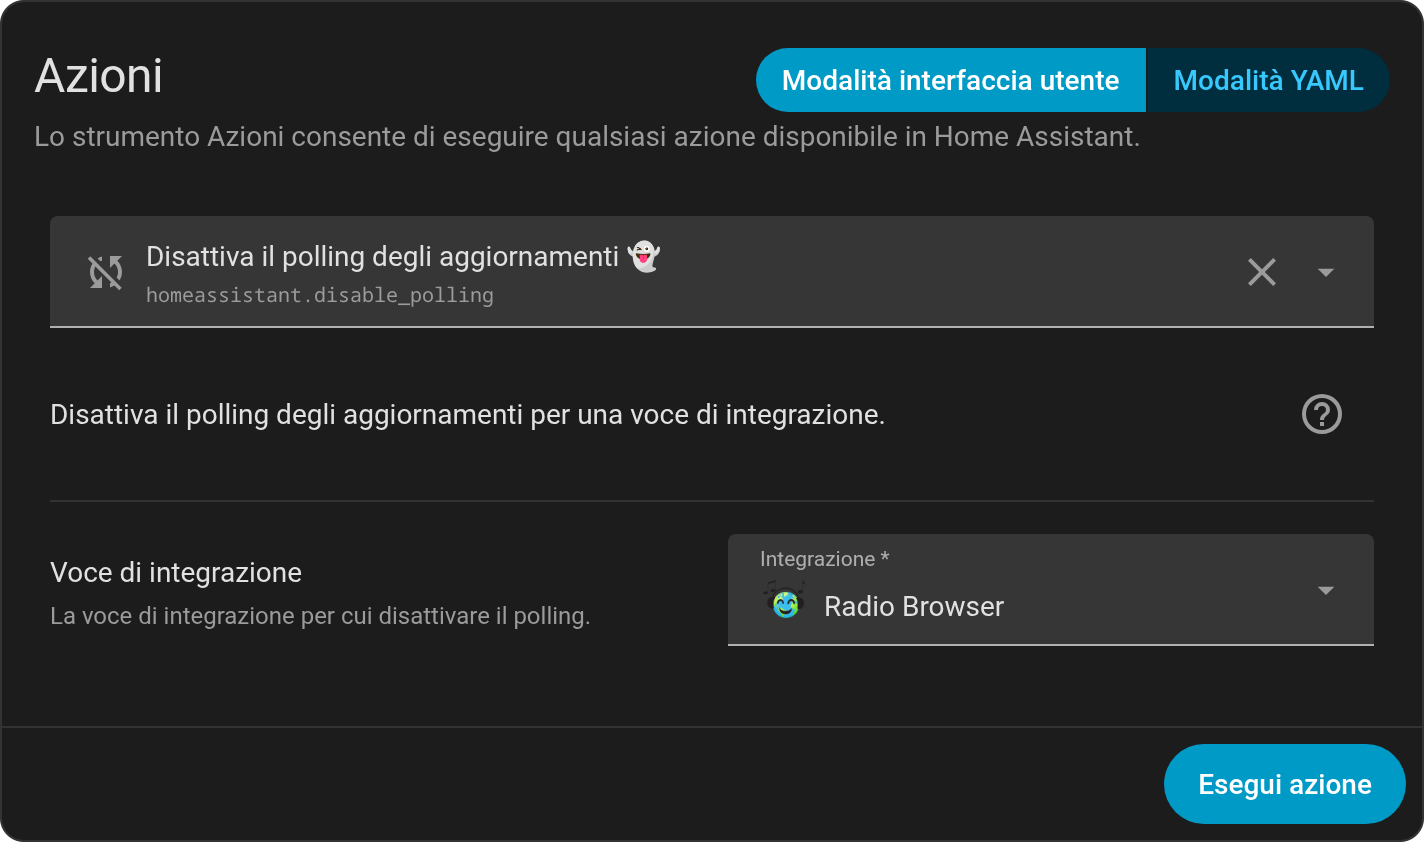 Azioni
Modalità interfaccia utente
Modalità YAML
Lo strumento Azioni consente di eseguire qualsiasi azione disponibile in Home Assistant.
Disattiva il polling degli aggiornamenti 👻
homeassistant.disable_polling
Disattiva il polling degli aggiornamenti per una voce di integrazione.
Voce di integrazione
La voce di integrazione per cui disattivare il polling.
Integrazione *
Radio Browser
Esegui azione